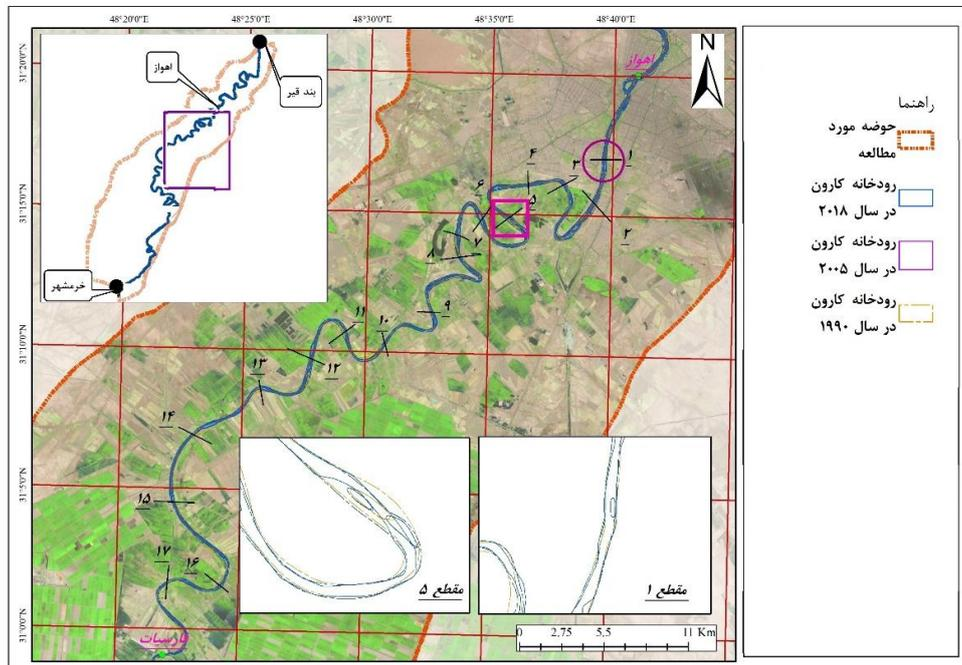 48°20'0"E 48°25'0"E 48°30'0"E 48°35'0"E 48°40'0"E
31°20'0"N
31°15'0"N
31°10'0"N
31°5'0"N
31°0'0"N
اهواز
بند قیر
خرمشهر
N
اهواز
۱
۲
۳
۴
۵
۶
۷
۸
۹
۱۰
۱۱
۱۲
۱۳
۱۴
۱۵
۱۶
۱۷
فارسیات
مقطع ۵
مقطع ۱
0 2.75 5.5 11 Km
راهنما
حوضه مورد
مطالعه
رودخانه کارون
در سال ۲۰۱۸
رودخانه کارون
در سال ۲۰۰۵
رودخانه کارون
در سال ۱۹۹۰